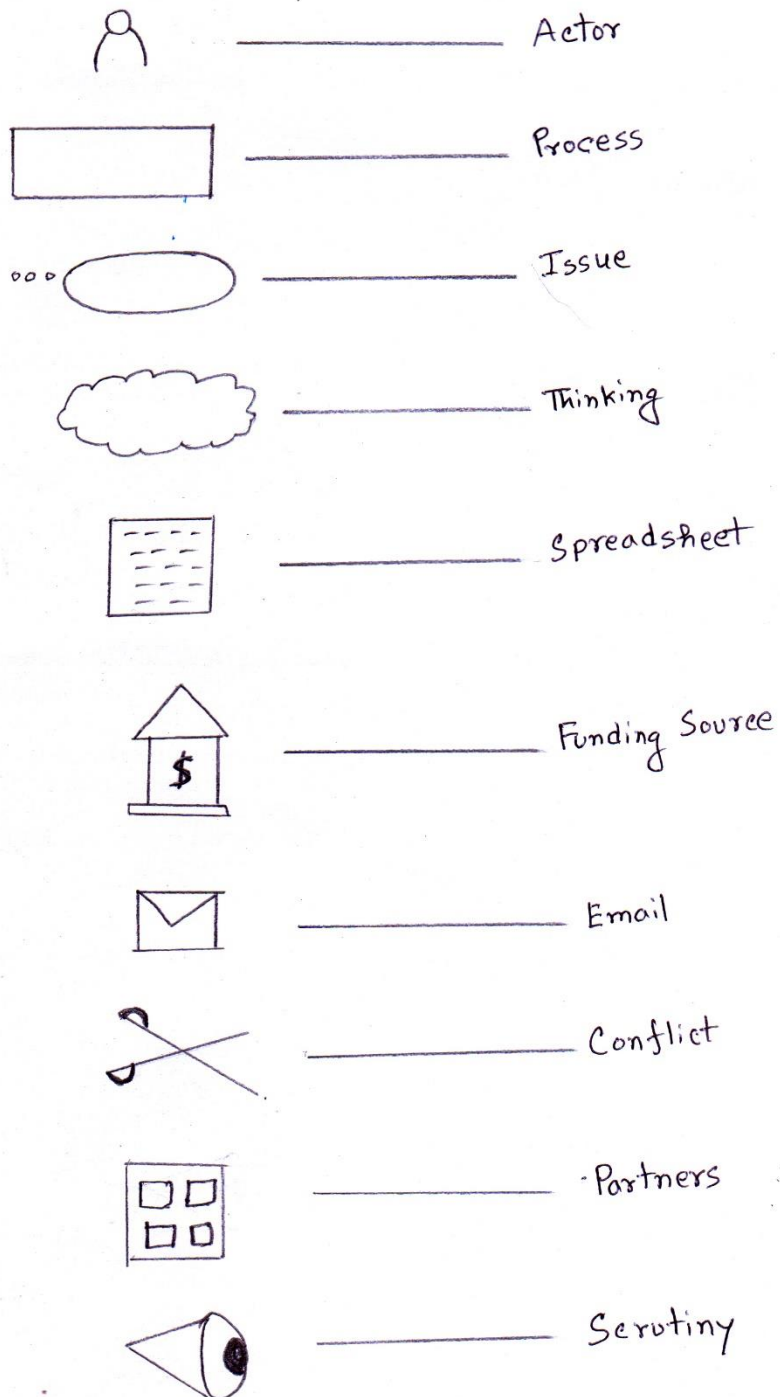 Actor
Process
Issue
Thinking
Spreadsheet
$
Funding Source
Email
Conflict
Partners
Scrutiny